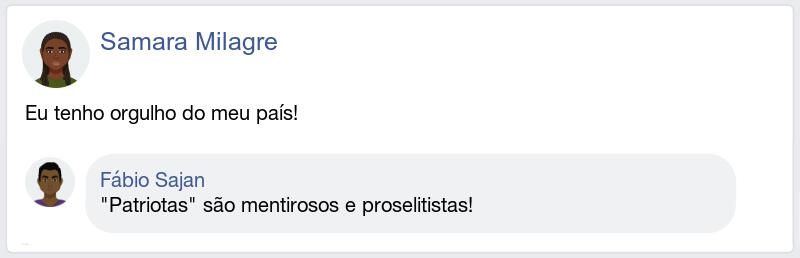 Samara Milagre
Eu tenho orgulho do meu país!
Fábio Sajan
"Patriotas" são mentirosos e proselitistas!